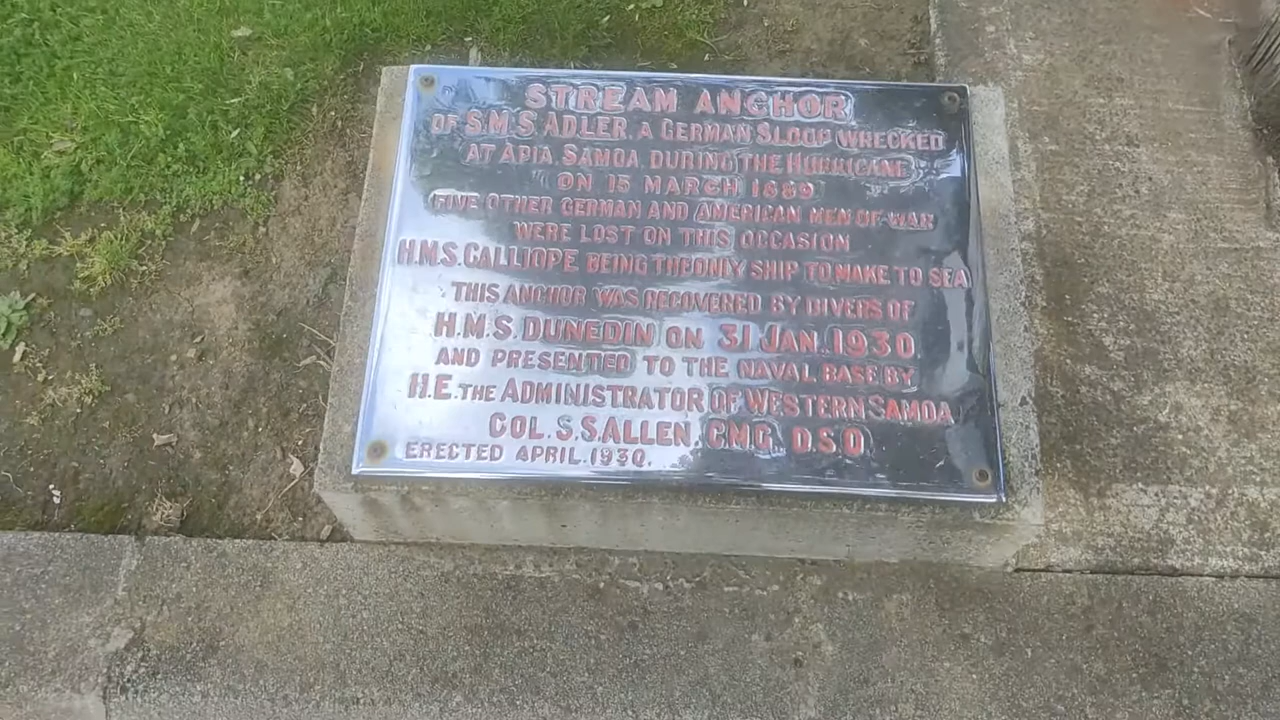 STREAM ANCHOR
OF S.M.S ADLER. A GERMAN SLOOP WRECKED
AT APIA. SAMOA. DURING THE HURRICANE
ON 15 MARCH 1889
FIVE OTHER GERMAN AND AMERICAN MEN OF WAR
WERE LOST ON THIS OCCASION
H.M.S. CALLIOPE BEING THE ONLY SHIP TO MAKE TO SEA
THIS ANCHOR WAS RECOVERED BY DIVERS OF
H.M.S. DUNEDIN ON 31 JAN. 1930
AND PRESENTED TO THE NAVAL BASE BY
H.E. THE ADMINISTRATOR OF WESTERN SAMOA
COL. S.S. ALLEN. CMG. D.S.O
ERECTED APRIL. 1930.